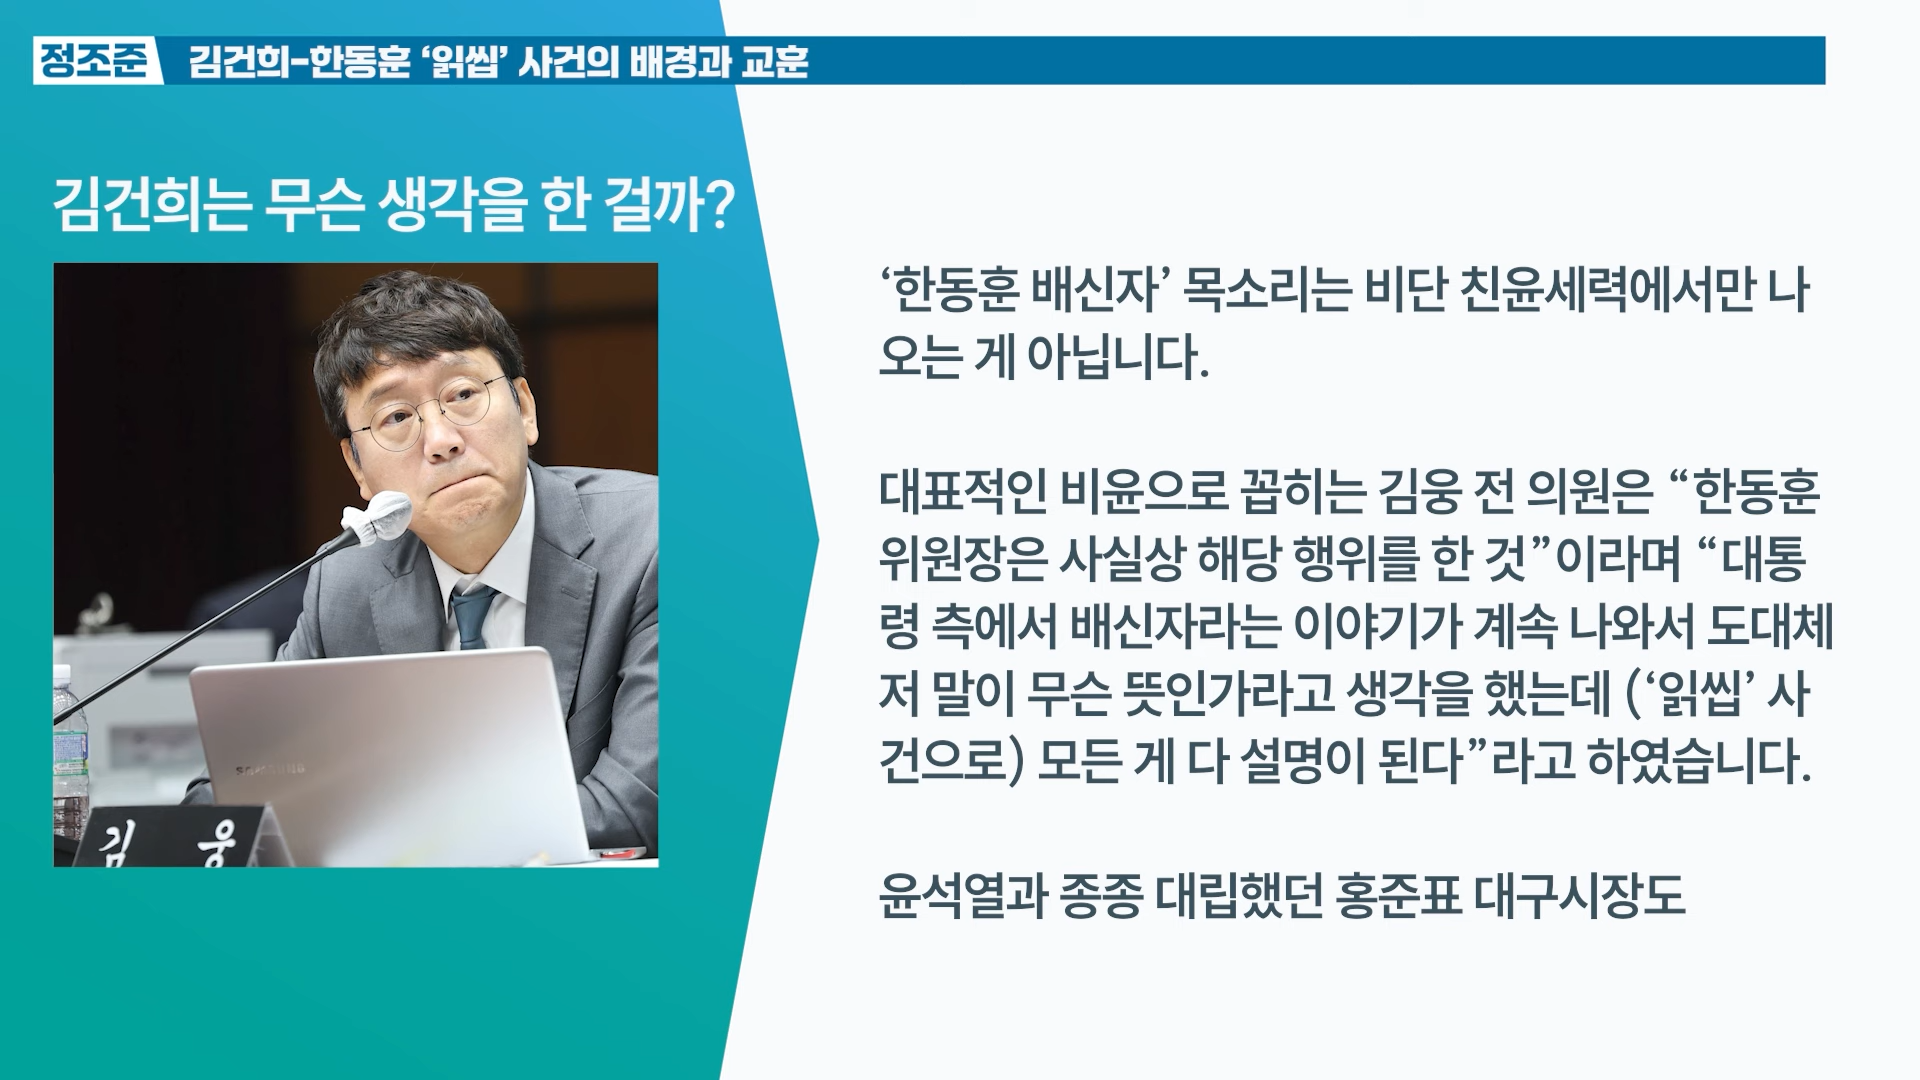 정조준
김건희-한동훈 ‘읽씹’ 사건의 배경과 교훈
김건희는 무슨 생각을 한 걸까?
SAMSUNG
김 웅
‘한동훈 배신자’ 목소리는 비단 친윤세력에서만 나
오는 게 아닙니다.
대표적인 비윤으로 꼽히는 김웅 전 의원은 “한동훈
위원장은 사실상 해당 행위를 한 것”이라며 “대통
령 측에서 배신자라는 이야기가 계속 나와서 도대체
저 말이 무슨 뜻인가라고 생각을 했는데 (‘읽씹’ 사
건으로) 모든 게 다 설명이 된다”라고 하였습니다.
윤석열과 종종 대립했던 홍준표 대구시장도